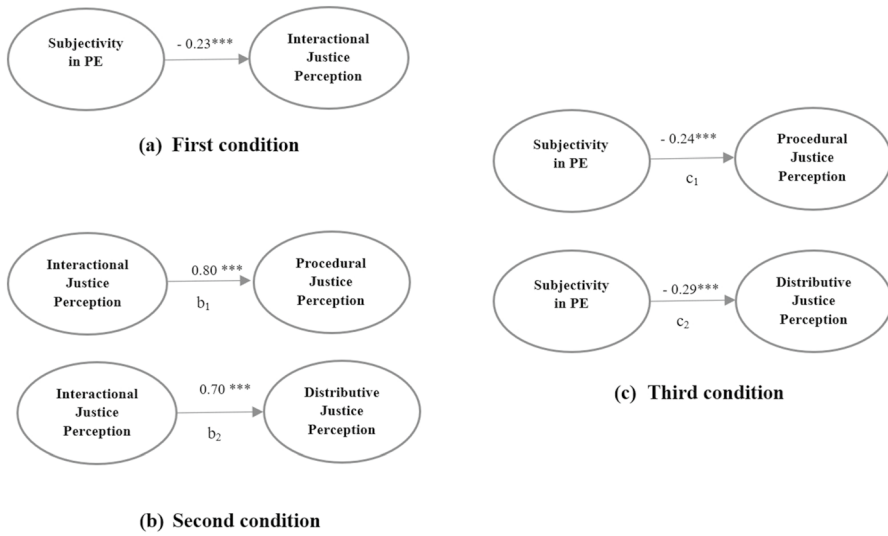 Subjectivity
in PE
- 0.23***
Interactional
Justice
Perception
(a) First condition
Interactional
Justice
Perception
0.80 ***
b₁
Procedural
Justice
Perception
Interactional
Justice
Perception
0.70 ***
b₂
Distributive
Justice
Perception
(b) Second condition
Subjectivity
in PE
- 0.24***
c₁
Procedural
Justice
Perception
Subjectivity
in PE
- 0.29***
c₂
Distributive
Justice
Perception
(c) Third condition